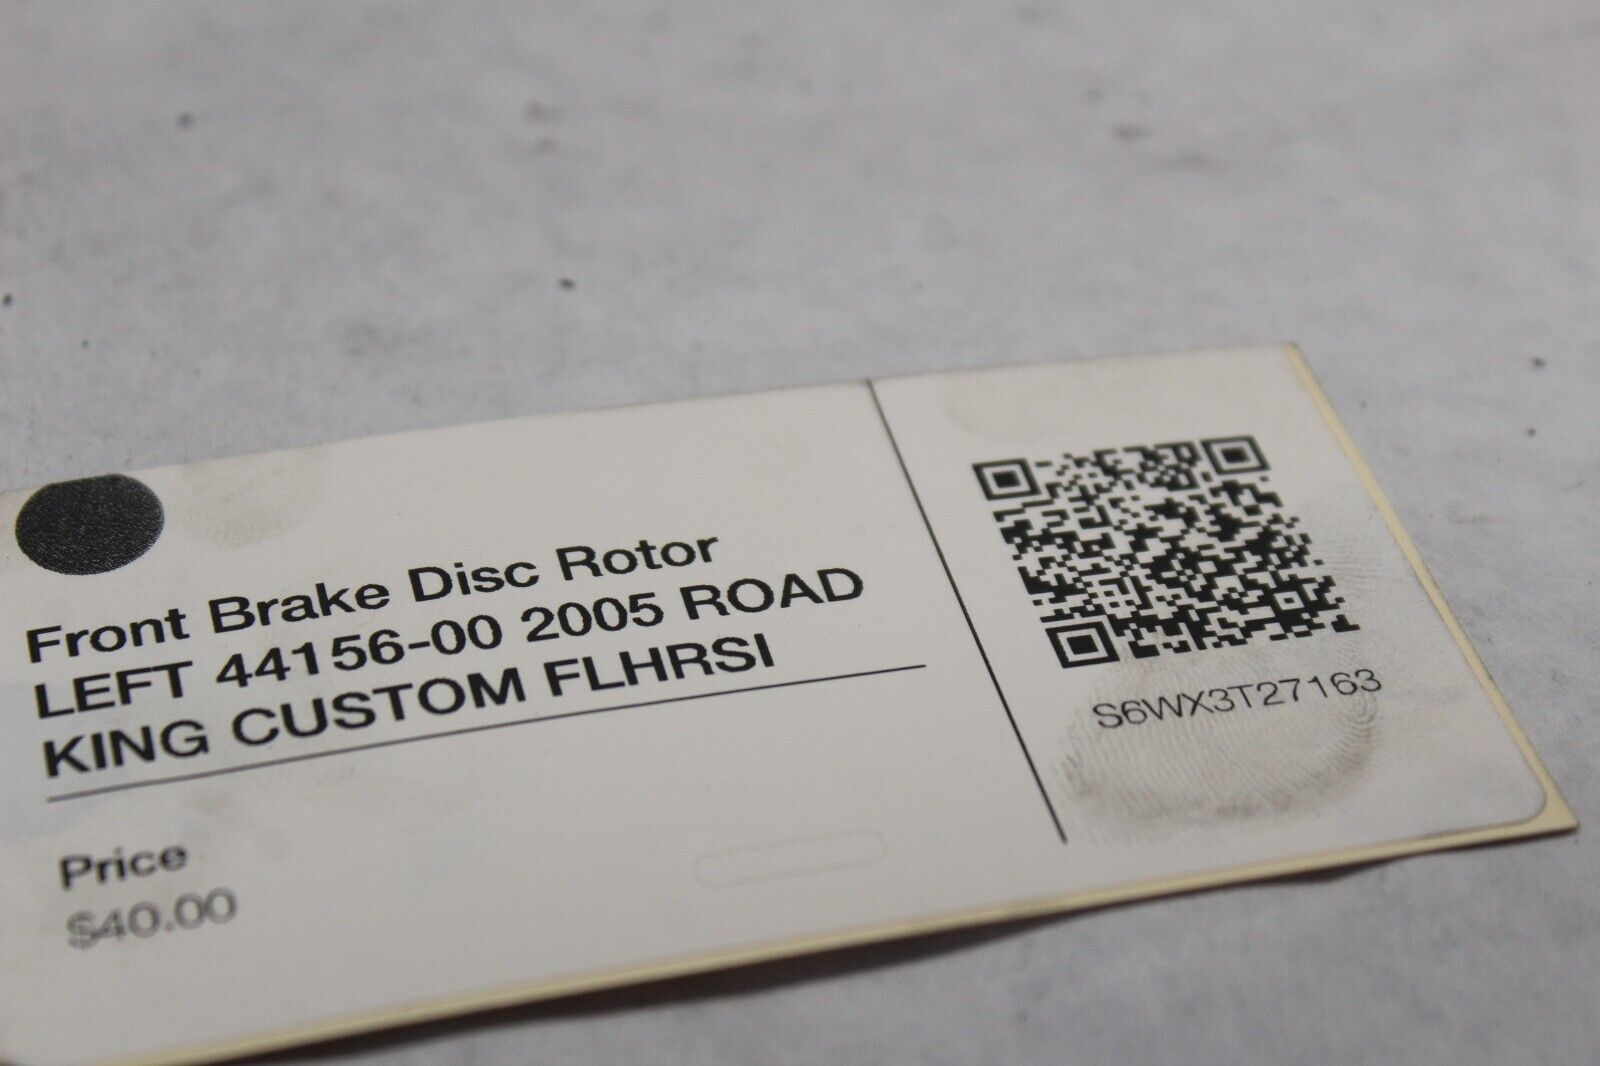 Front Brake Disc Rotor
LEFT 44156-00 2005 ROAD
KING CUSTOM FLHRSI
Price
$40.00
S6WX3T27163